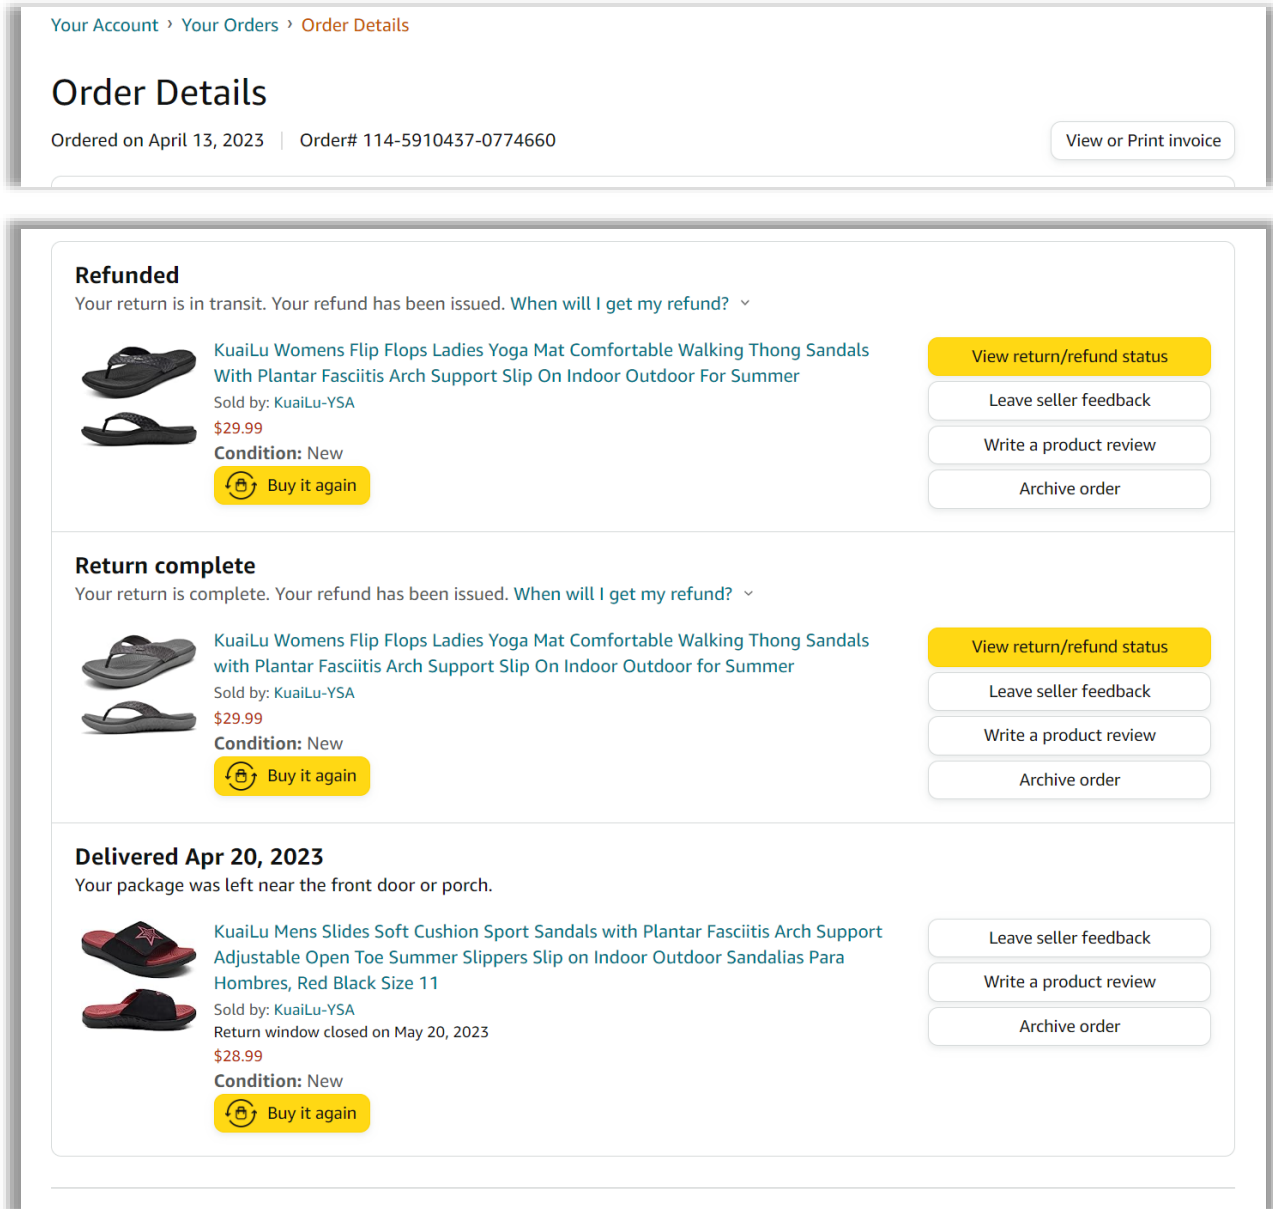 Your Account › Your Orders › Order Details
Order Details
Ordered on April 13, 2023 | Order# 114-5910437-0774660
View or Print invoice
Refunded
Your return is in transit. Your refund has been issued. When will I get my refund?
KuaiLu Womens Flip Flops Ladies Yoga Mat Comfortable Walking Thong Sandals
With Plantar Fasciitis Arch Support Slip On Indoor Outdoor For Summer
Sold by: KuaiLu-YSA
$29.99
Condition: New
Buy it again
View return/refund status
Leave seller feedback
Write a product review
Archive order
Return complete
Your return is complete. Your refund has been issued. When will I get my refund?
KuaiLu Womens Flip Flops Ladies Yoga Mat Comfortable Walking Thong Sandals
with Plantar Fasciitis Arch Support Slip On Indoor Outdoor for Summer
Sold by: KuaiLu-YSA
$29.99
Condition: New
Buy it again
View return/refund status
Leave seller feedback
Write a product review
Archive order
Delivered Apr 20, 2023
Your package was left near the front door or porch.
KuaiLu Mens Slides Soft Cushion Sport Sandals with Plantar Fasciitis Arch Support
Adjustable Open Toe Summer Slippers Slip on Indoor Outdoor Sandalias Para
Hombres, Red Black Size 11
Sold by: KuaiLu-YSA
Return window closed on May 20, 2023
$28.99
Condition: New
Buy it again
Leave seller feedback
Write a product review
Archive order